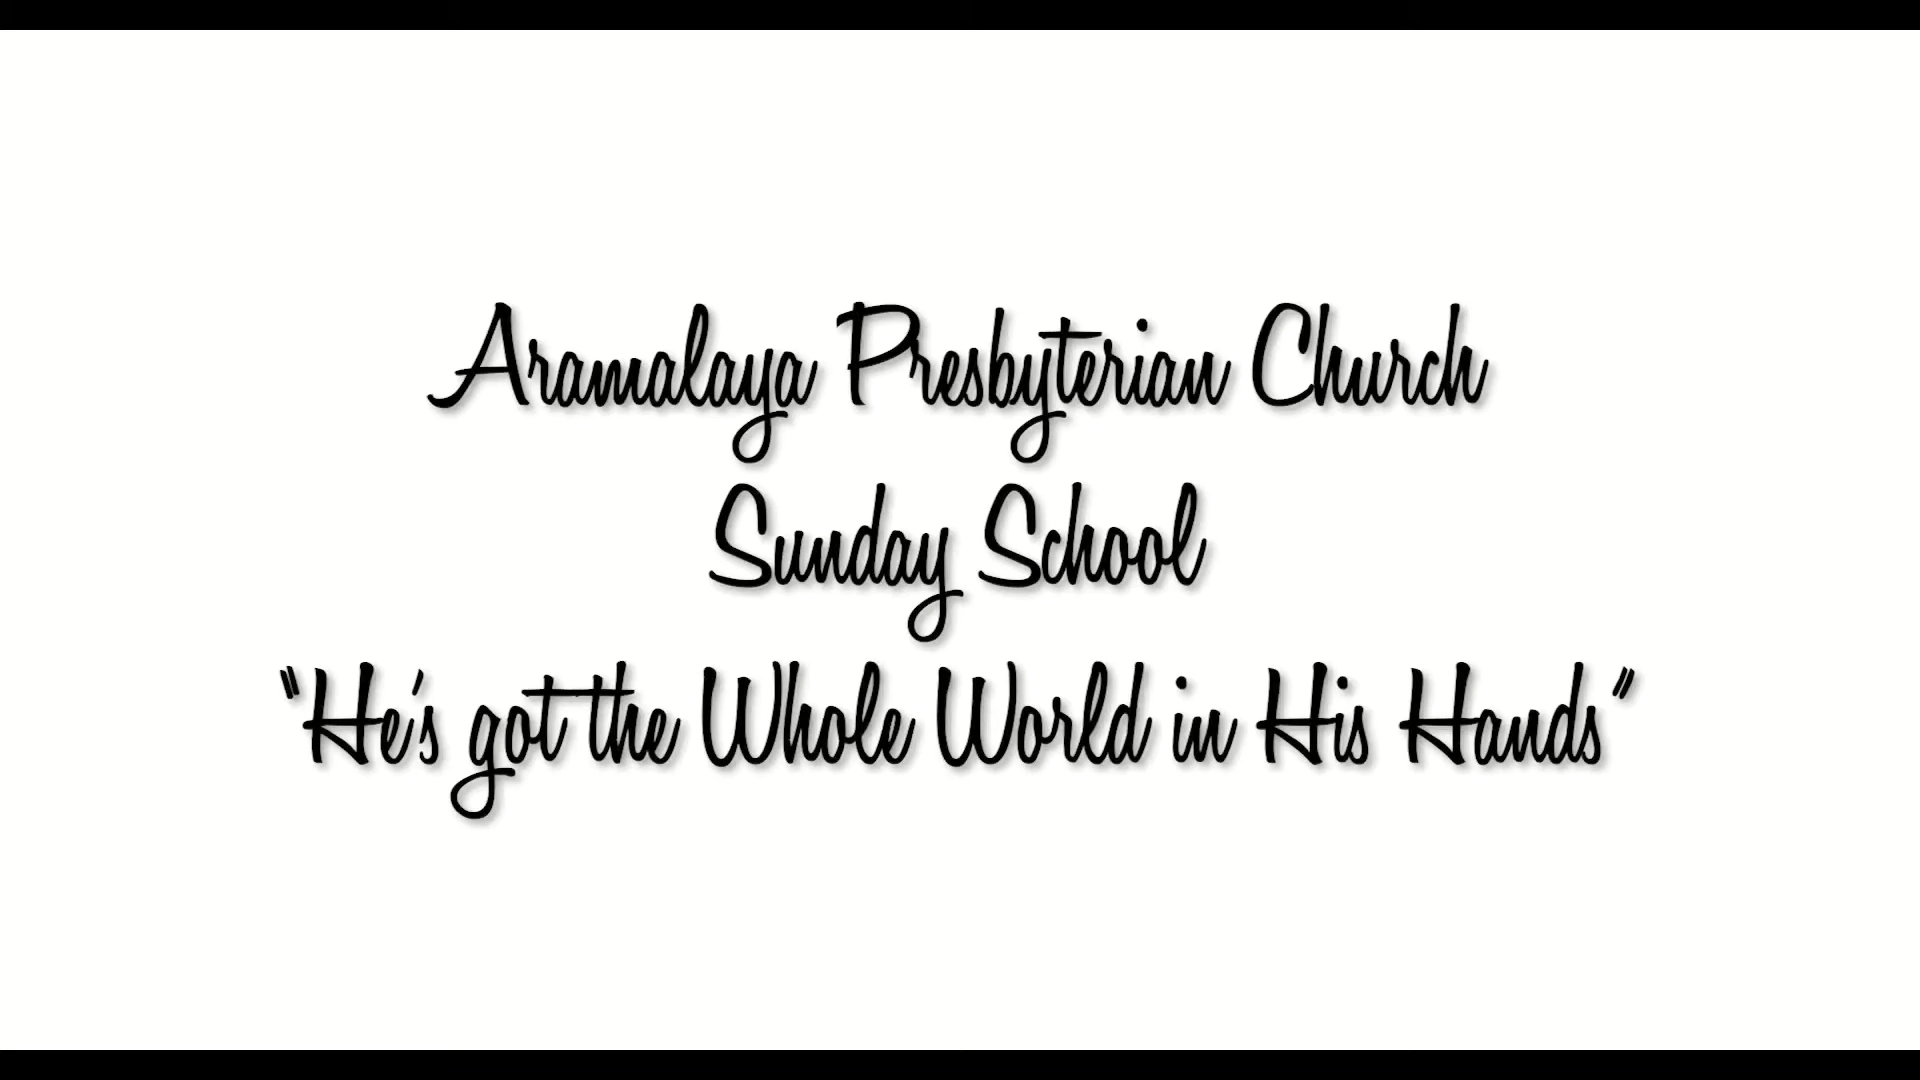 Aramalaya Presbyterian Church
Sunday School
“He's got the Whole World in His Hands”